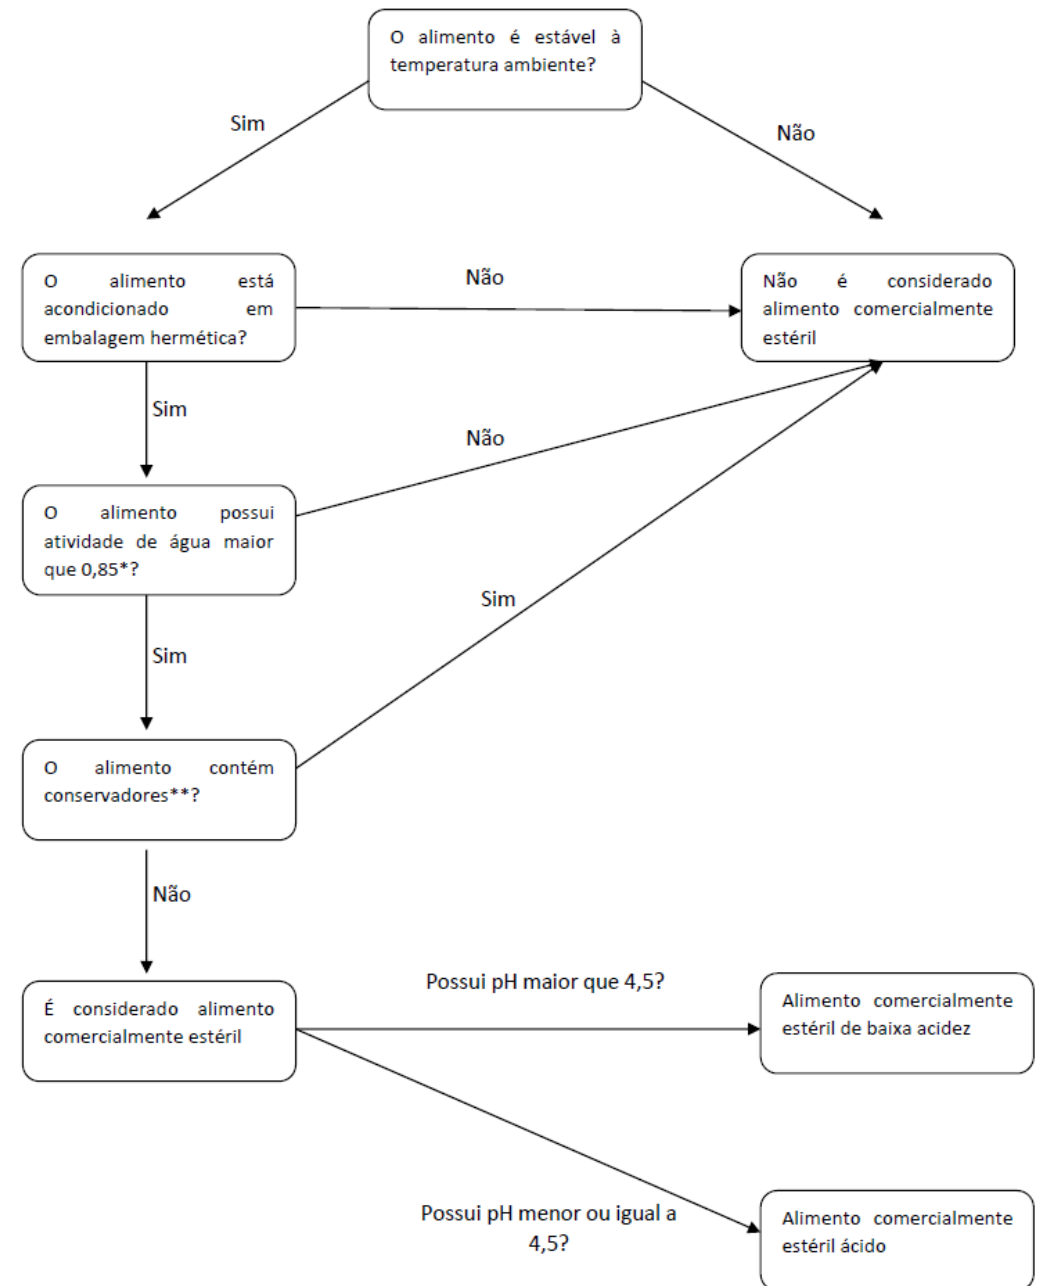 O alimento é estável à
temperatura ambiente?
Sim
Não
O alimento está
acondicionado em
embalagem hermética?
Não
Não é considerado
alimento comercialmente
estéril
Sim
Não
O alimento possui
atividade de água maior
que 0,85*?
Sim
Sim
O alimento contém
conservadores**?
Não
É considerado alimento
comercialmente estéril
Possui pH maior que 4,5?
Alimento comercialmente
estéril de baixa acidez
Possui pH menor ou igual a
4,5?
Alimento comercialmente
estéril ácido